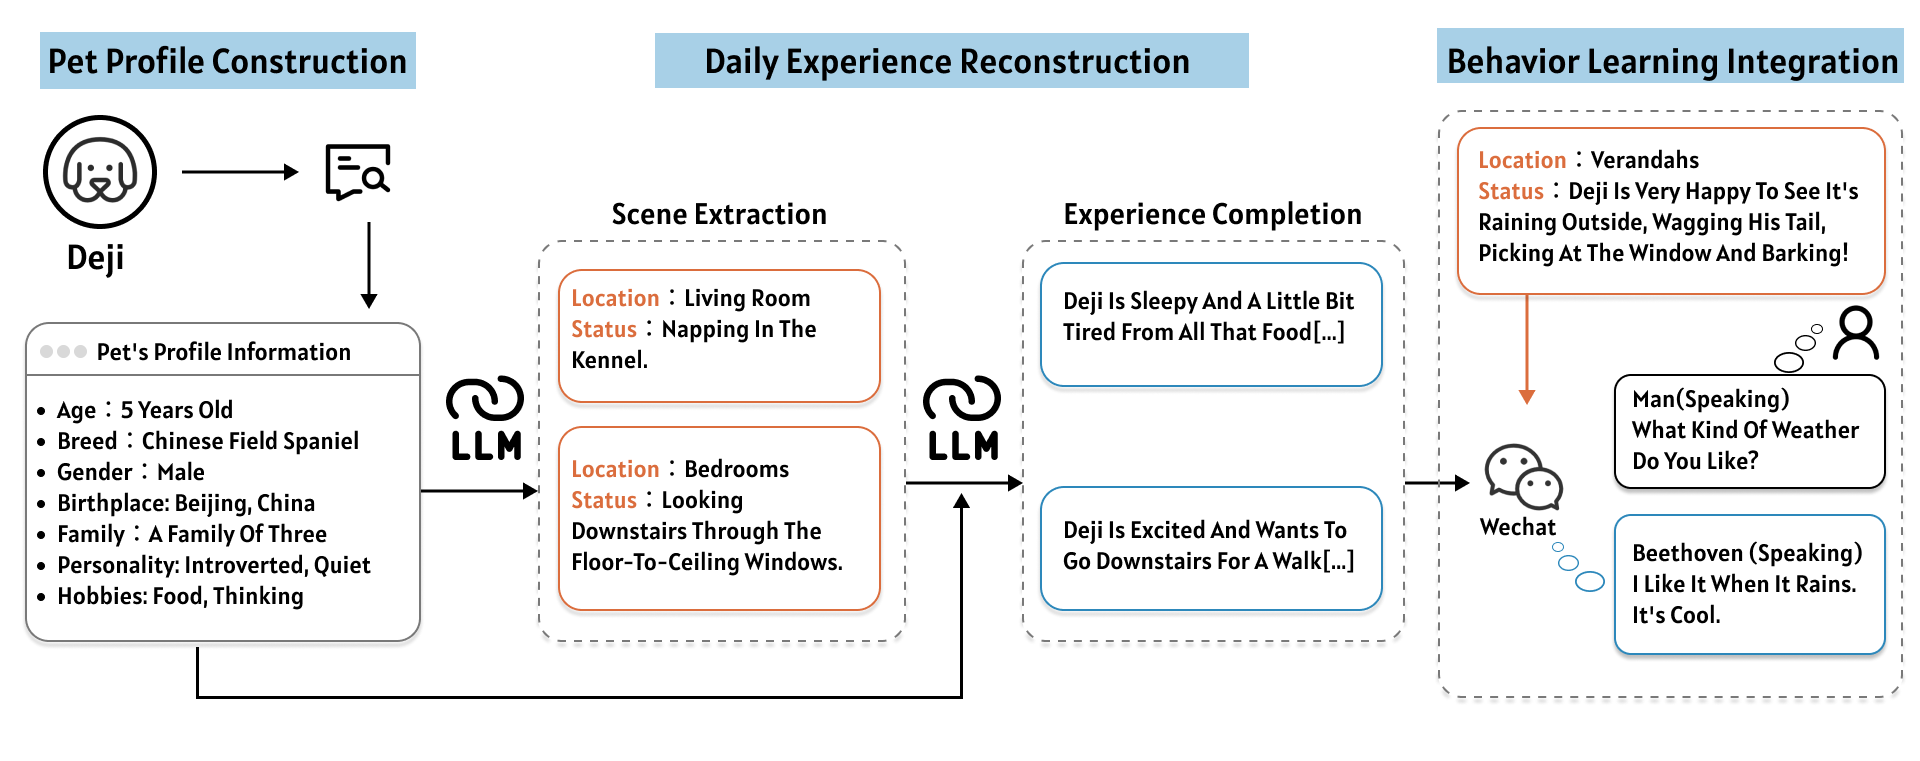 Pet Profile Construction
Daily Experience Reconstruction
Behavior Learning Integration
Deji
Pet's Profile Information
• Age：5 Years Old
• Breed：Chinese Field Spaniel
• Gender：Male
• Birthplace: Beijing, China
• Family：A Family Of Three
• Personality: Introverted, Quiet
• Hobbies: Food, Thinking
LLM
Scene Extraction
Location：Living Room
Status：Napping In The
Kennel.
Location：Bedrooms
Status：Looking
Downstairs Through The
Floor-To-Ceiling Windows.
LLM
Experience Completion
Deji Is Sleepy And A Little Bit
Tired From All That Food[...]
Deji Is Excited And Wants To
Go Downstairs For A Walk[...]
Location：Verandahs
Status：Deji Is Very Happy To See It's
Raining Outside, Wagging His Tail,
Picking At The Window And Barking!
Man(Speaking)
What Kind Of Weather
Do You Like?
Wechat
Beethoven (Speaking)
I Like It When It Rains.
It's Cool.